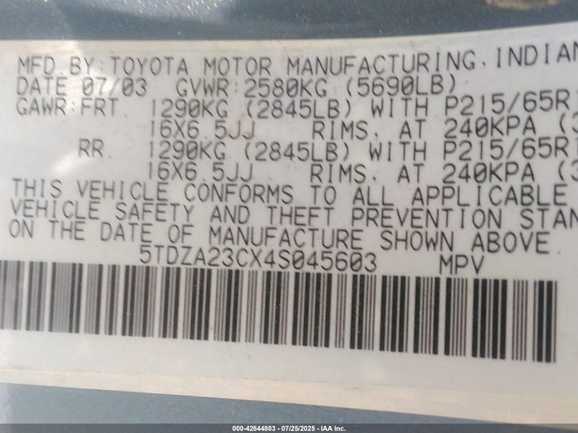 MFD. BY: TOYOTA MOTOR MANUFACTURING, INDIAN
DATE 07/03 GVWR: 2580KG (5690LB)
GAWR: FRT. 1290KG (2845LB) WITH P215/65R
16X6.5JJ RIMS, AT 240KPA (3
RR. 1290KG (2845LB) WITH P215/65R1
16X6.5JJ RIMS, AT 240KPA (3
THIS VEHICLE CONFORMS TO ALL APPLICABLE
VEHICLE SAFETY AND THEFT PREVENTION STAN
ON THE DATE OF MANUFACTURE SHOWN ABOVE.
5TDZA23CX4S045603 MPV
000-42644803 | 07/25/2025 - IAA Inc.